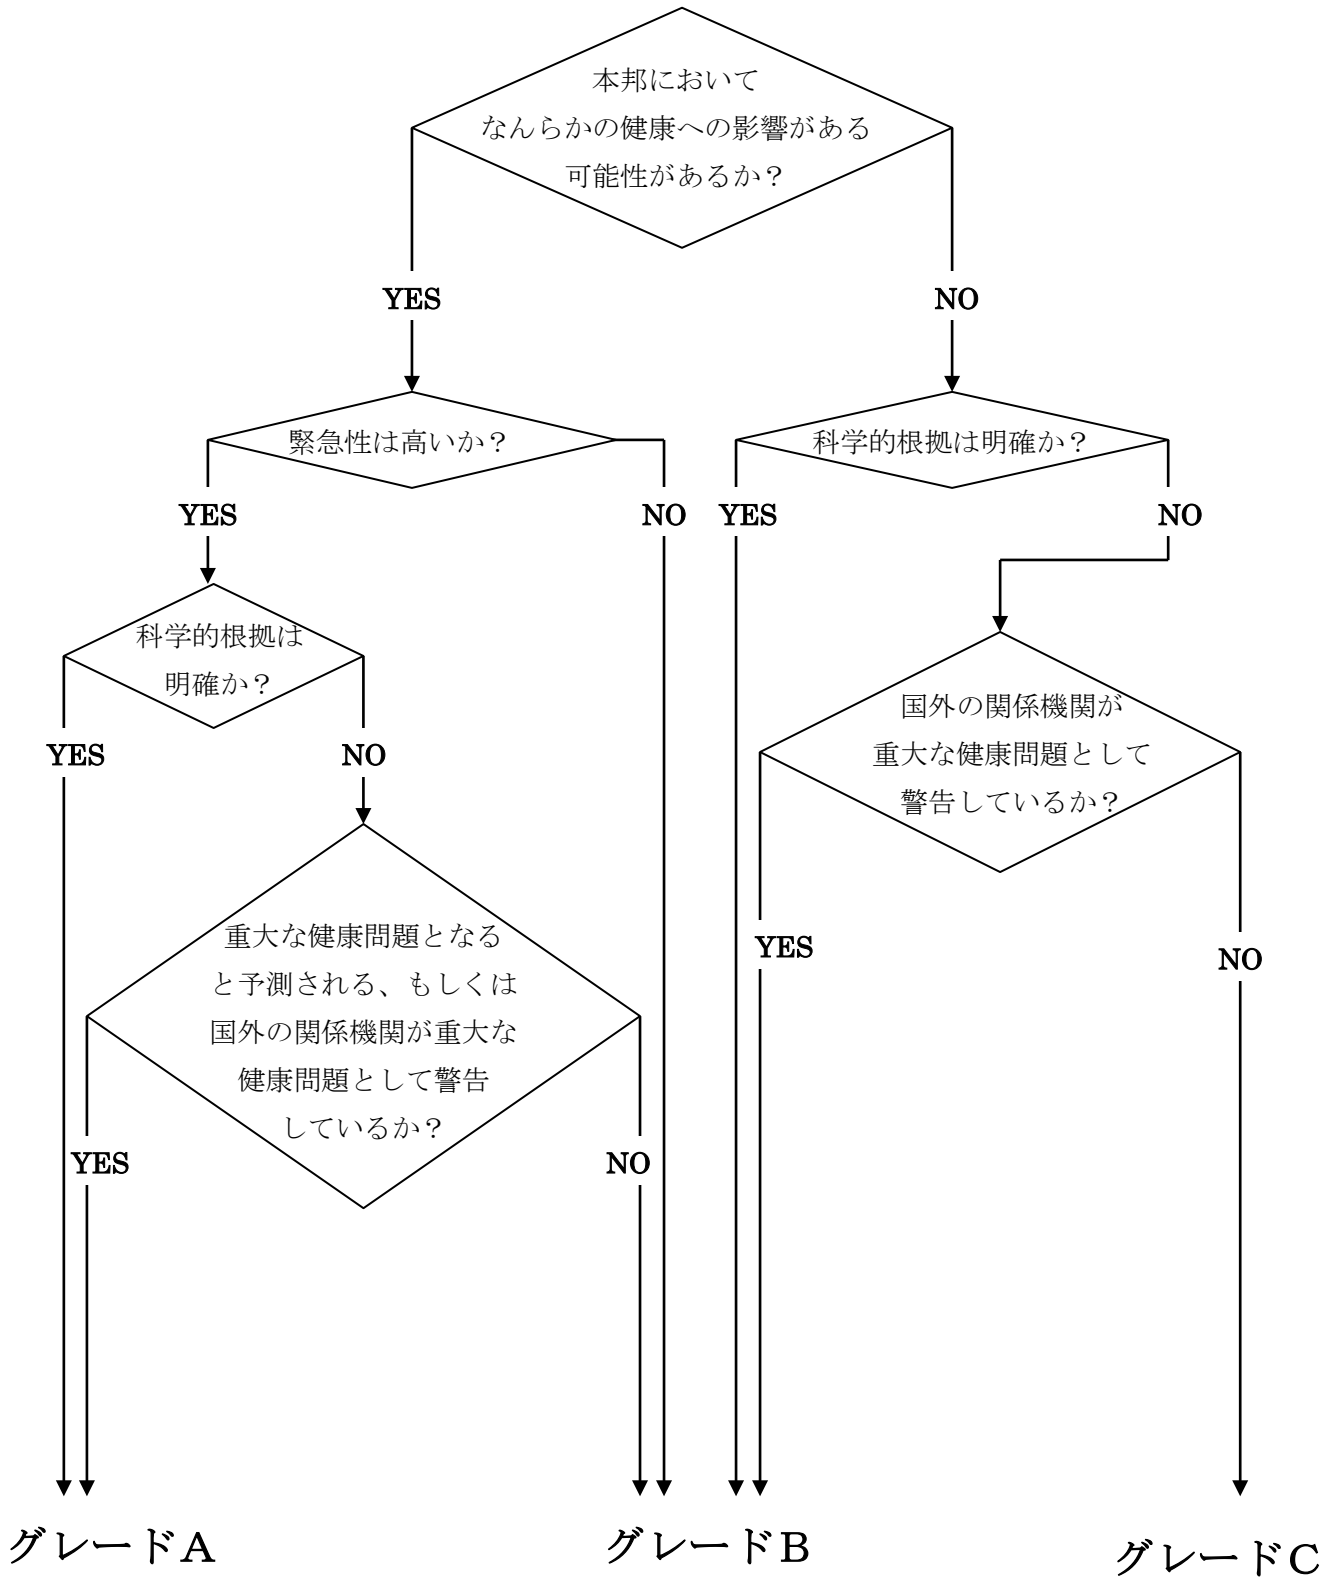 本邦において
なんらかの健康への影響がある
可能性があるか？
YES
NO
緊急性は高いか？
科学的根拠は明確か？
YES
NO
YES
NO
科学的根拠は
明確か？
国外の関係機関が
重大な健康問題として
警告しているか？
YES
NO
重大な健康問題となる
と予測される、もしくは
国外の関係機関が重大な
健康問題として警告
しているか？
YES
NO
YES
NO
グレードA
グレードB
グレードC